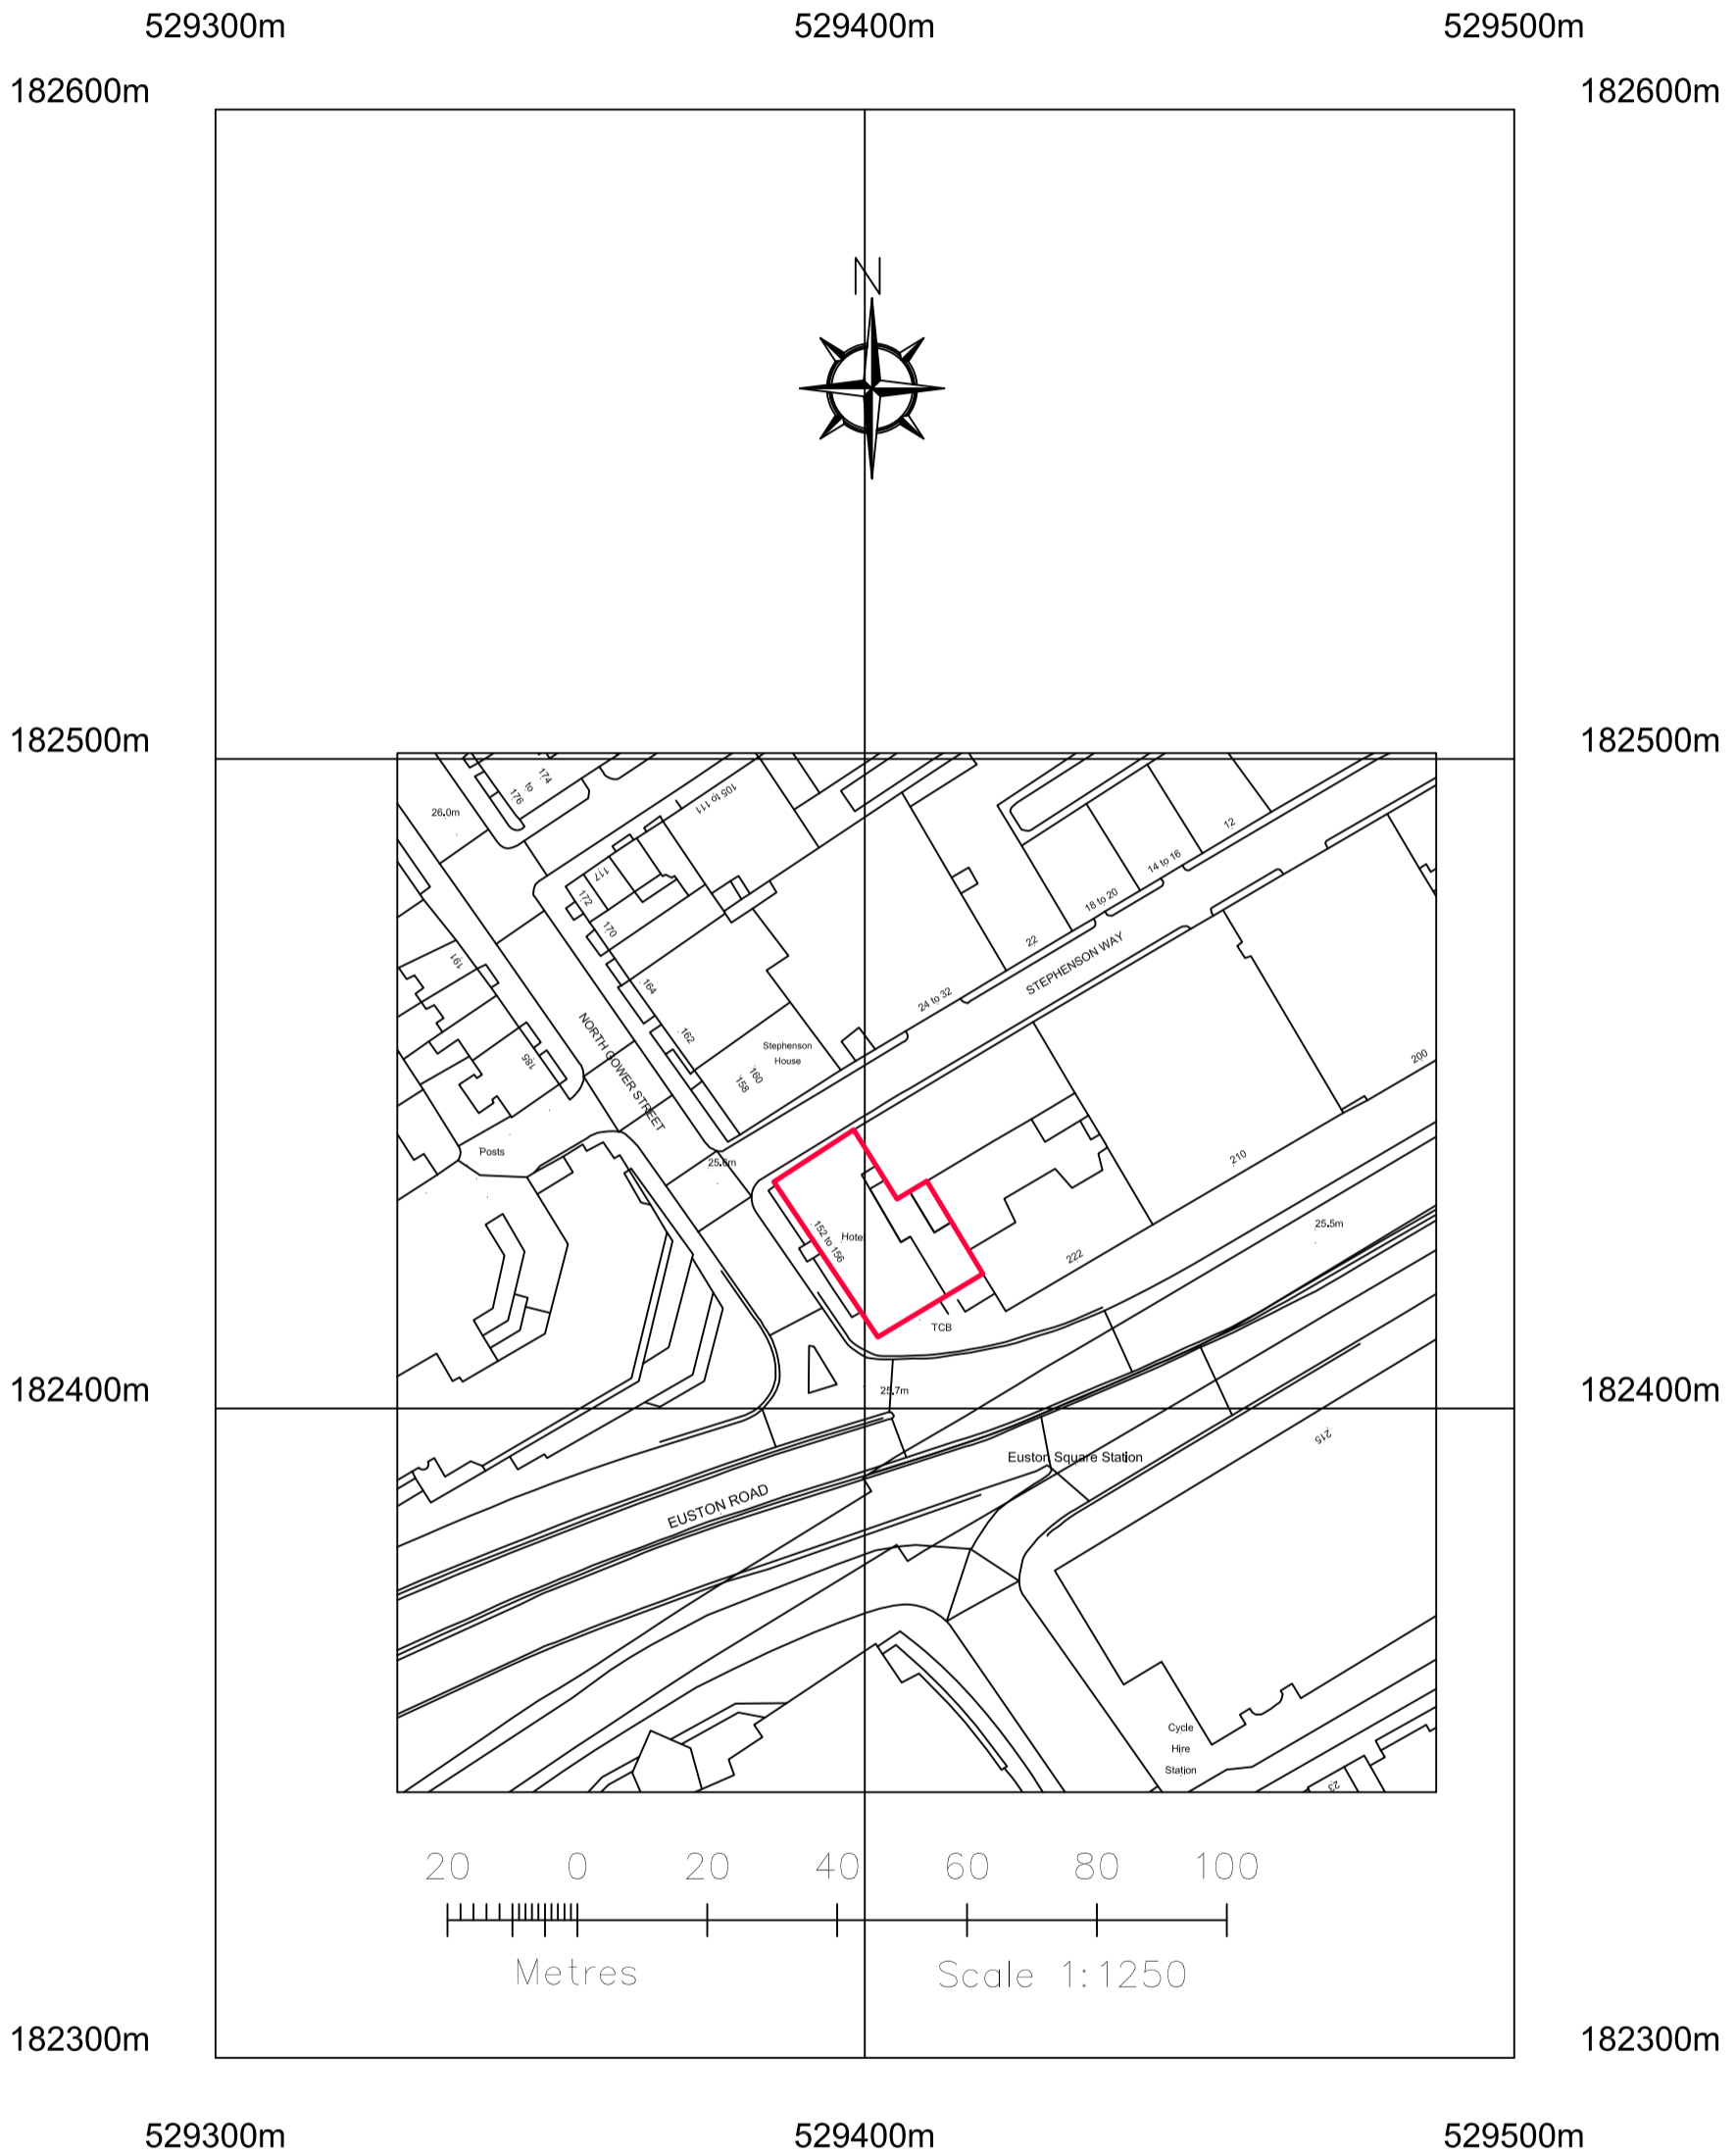 529300m 529400m 529500m
182600m 182600m
N
182500m 182500m
174
to
176
26.0m
105 to 111
12
117
14 to 16
172
18 to 20
170
22
STEPHENSON WAY
191
164
24 to 32
NORTH GOWER STREET
162
Stephenson
House
160
158
185
200
Posts
25.6m
210
152 to 156
Hotel
25.5m
222
TCB
182400m 182400m
25.7m
215
Euston Square Station
EUSTON ROAD
Cycle
Hire
Station
23
20 0 20 40 60 80 100
Metres Scale 1:1250
182300m 182300m
529300m 529400m 529500m